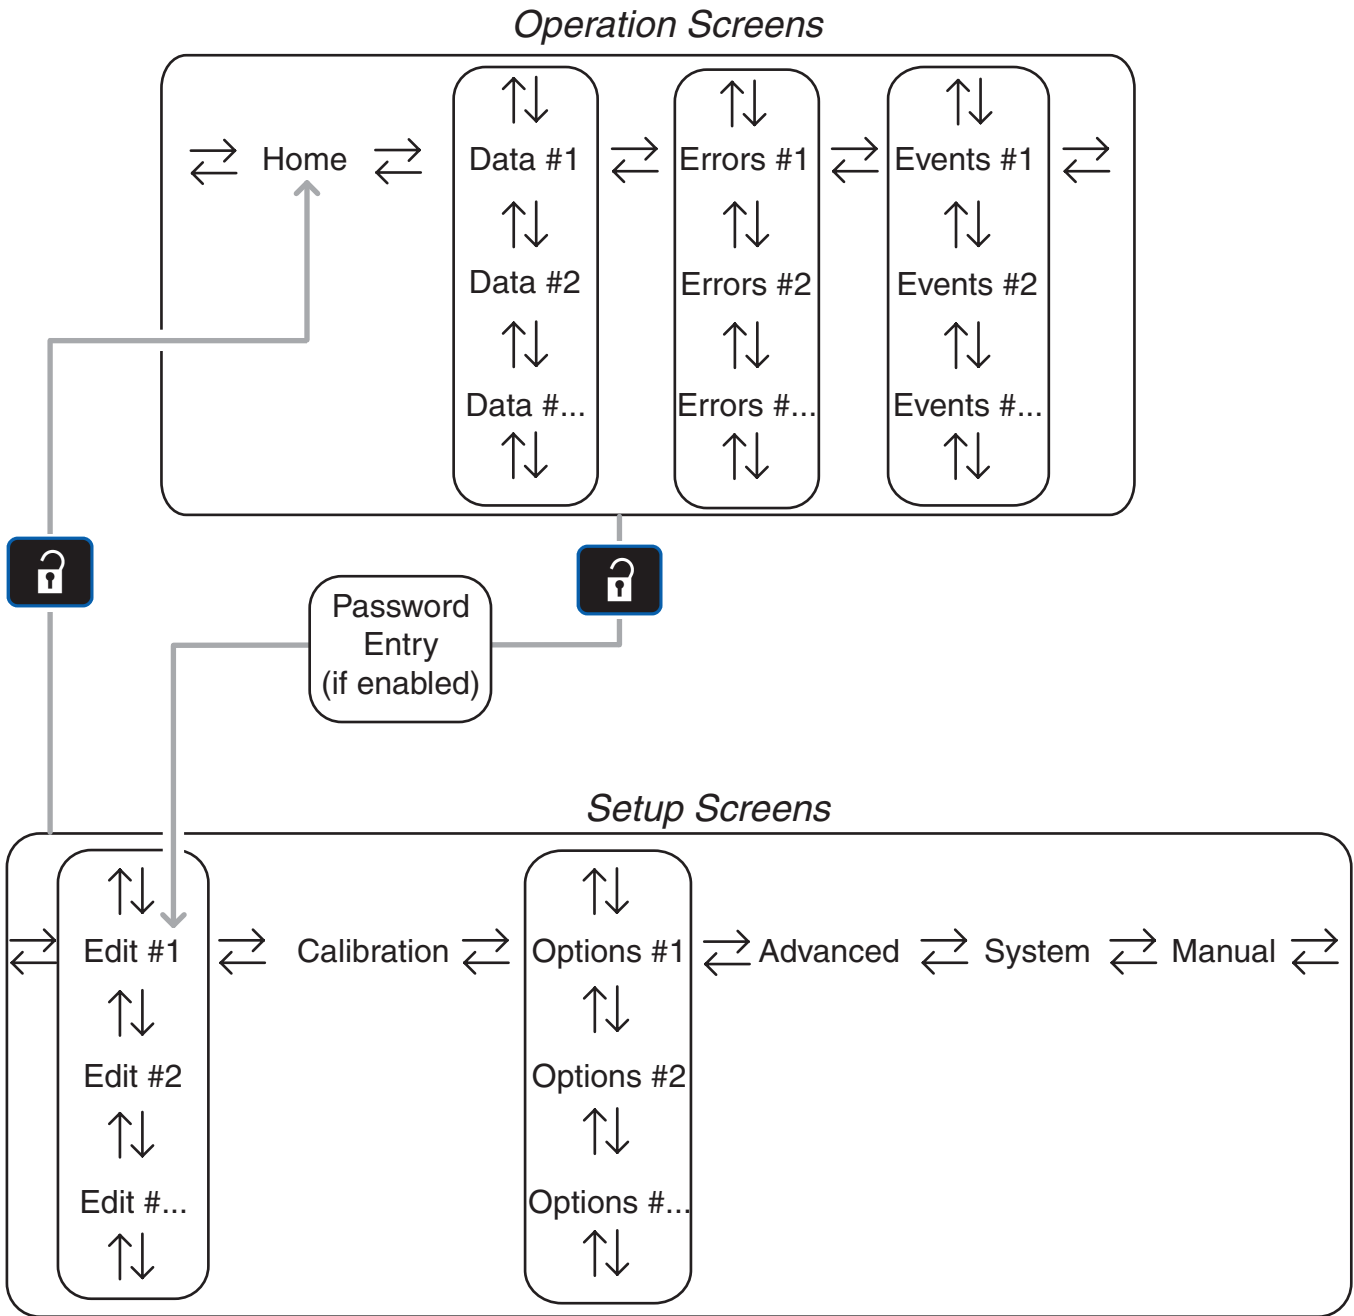 Operation Screens
Home Data #1 Errors #1 Events #1
Data #2 Errors #2 Events #2
Data #... Errors #... Events #...
Password
Entry
(if enabled)
Setup Screens
Edit #1 Calibration Options #1 Advanced System Manual
Edit #2 Options #2
Edit #... Options #...